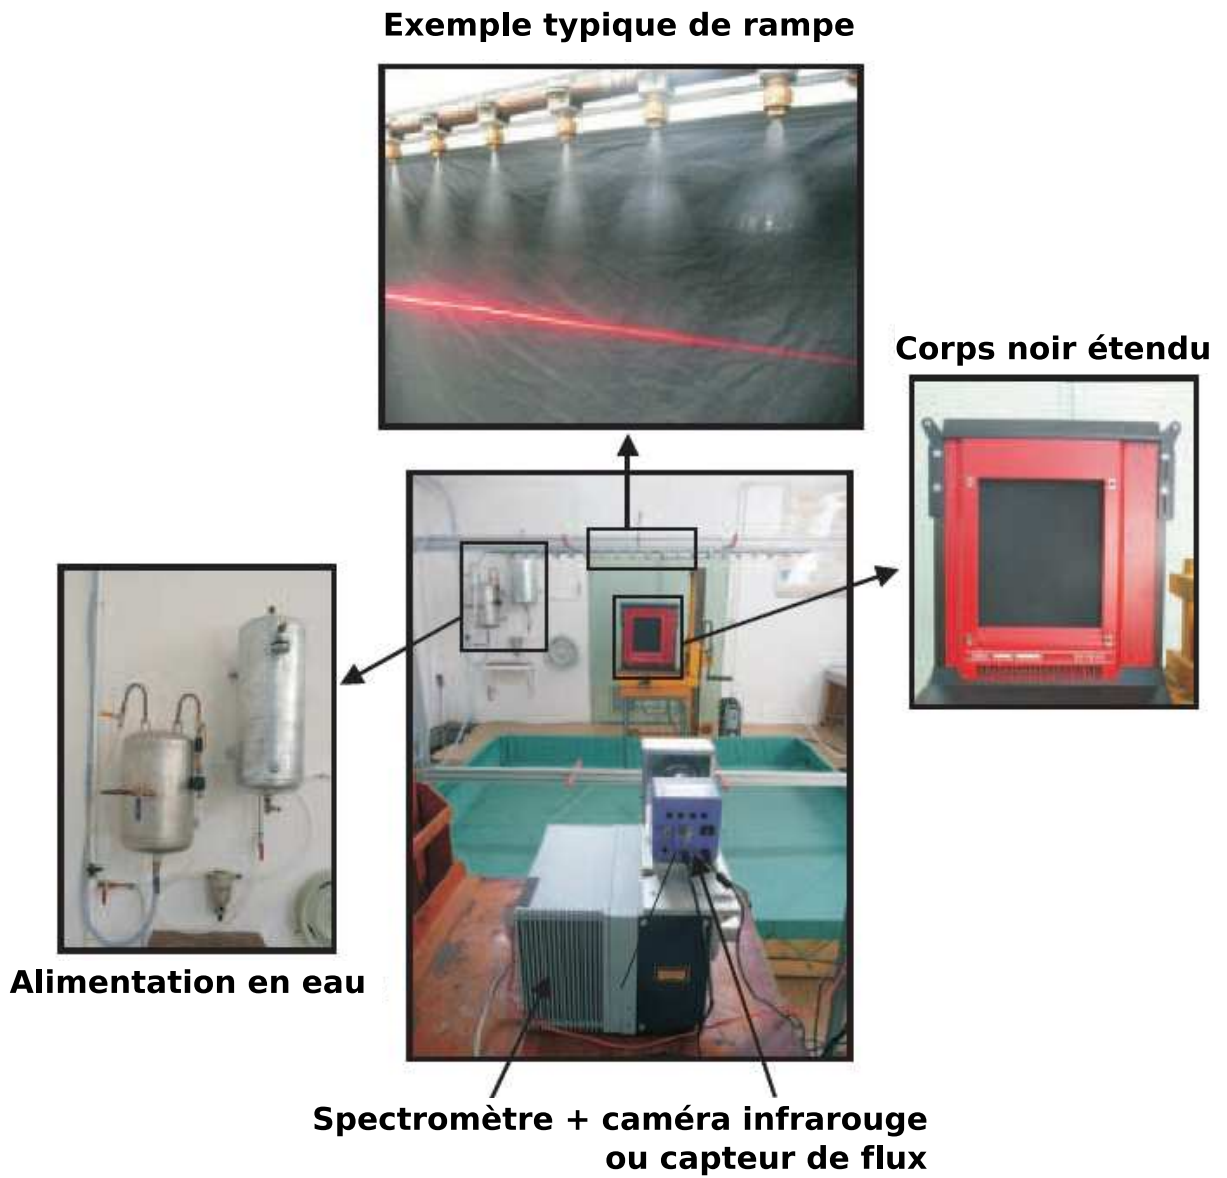 Exemple typique de rampe
Corps noir étendu
Alimentation en eau
Spectromètre + caméra infrarouge
ou capteur de flux